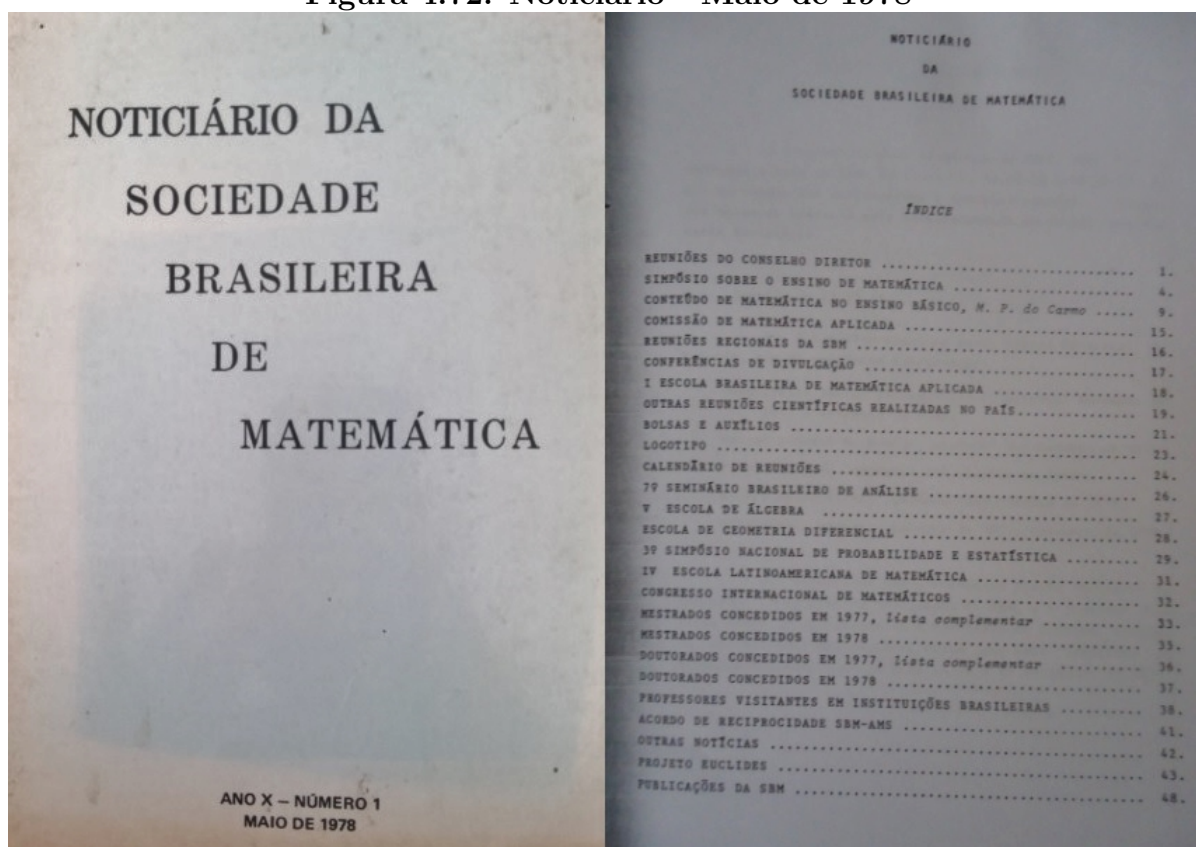 Figura 4.72: Noticiário - Maio de 1978
NOTICIÁRIO DA
SOCIEDADE
BRASILEIRA
DE
MATEMÁTICA
ANO X – NÚMERO 1
MAIO DE 1978
NOTICIÁRIO
DA
SOCIEDADE BRASILEIRA DE MATEMÁTICA
ÍNDICE
REUNIÕES DO CONSELHO DIRETOR ................................ 1.
SIMPÓSIO SOBRE O ENSINO DE MATEMÁTICA ...................... 4.
CONTEÚDO DE MATEMÁTICA NO ENSINO BÁSICO, M. P. do Carmo ..... 9.
COMISSÃO DE MATEMÁTICA APLICADA ............................ 15.
REUNIÕES REGIONAIS DA SBM .................................. 16.
CONFERÊNCIAS DE DIVULGAÇÃO ................................. 17.
I ESCOLA BRASILEIRA DE MATEMÁTICA APLICADA ................. 18.
OUTRAS REUNIÕES CIENTÍFICAS REALIZADAS NO PAÍS.............. 19.
BOLSAS E AUXÍLIOS .......................................... 21.
LOGOTIPO ................................................... 23.
CALENDÁRIO DE REUNIÕES ..................................... 24.
7º SEMINÁRIO BRASILEIRO DE ANÁLISE ......................... 26.
V ESCOLA DE ÁLGEBRA ........................................ 27.
ESCOLA DE GEOMETRIA DIFERENCIAL ............................ 28.
3º SIMPÓSIO NACIONAL DE PROBABILIDADE E ESTATÍSTICA ......... 29.
IV ESCOLA LATINOAMERICANA DE MATEMÁTICA .................... 31.
CONGRESSO INTERNACIONAL DE MATEMÁTICOS ..................... 32.
MESTRADOS CONCEDIDOS EM 1977, lista complementar ............ 33.
MESTRADOS CONCEDIDOS EM 1978 ............................... 35.
DOUTORADOS CONCEDIDOS EM 1977, lista complementar .......... 36.
DOUTORADOS CONCEDIDOS EM 1978 .............................. 37.
PROFESSORES VISITANTES EM INSTITUIÇÕES BRASILEIRAS .......... 38.
ACORDO DE RECIPROCIDADE SBM-AMS ............................ 41.
OUTRAS NOTÍCIAS ............................................ 42.
PROJETO EUCLIDES ........................................... 43.
PUBLICAÇÕES DA SBM ......................................... 48.